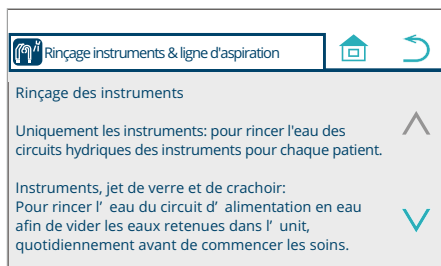 Rinçage instruments & ligne d'aspiration
Rinçage des instruments
Uniquement les instruments: pour rincer l'eau des
circuits hydriques des instruments pour chaque patient.
Instruments, jet de verre et de crachoir:
Pour rincer l’ eau du circuit d’ alimentation en eau
afin de vider les eaux retenues dans l’ unit,
quotidiennement avant de commencer les soins.